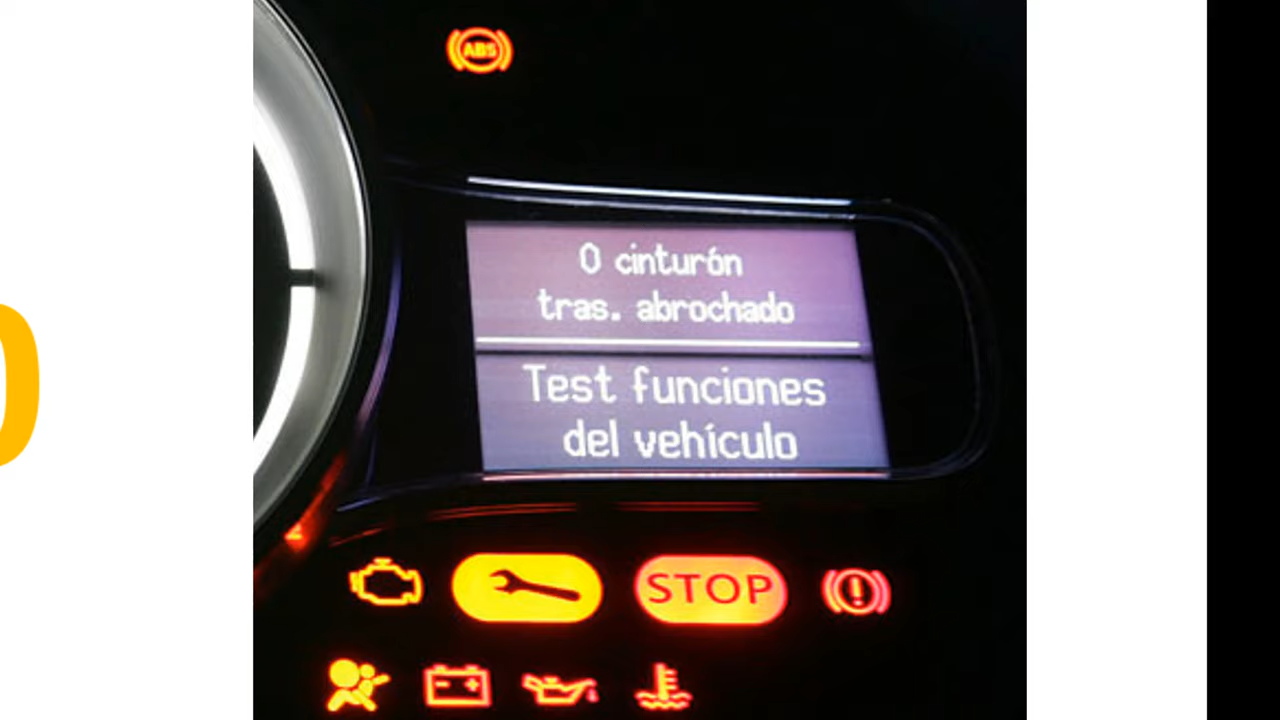 ABS
0 cinturón
tras. abrochado
Test funciones
del vehículo
STOP